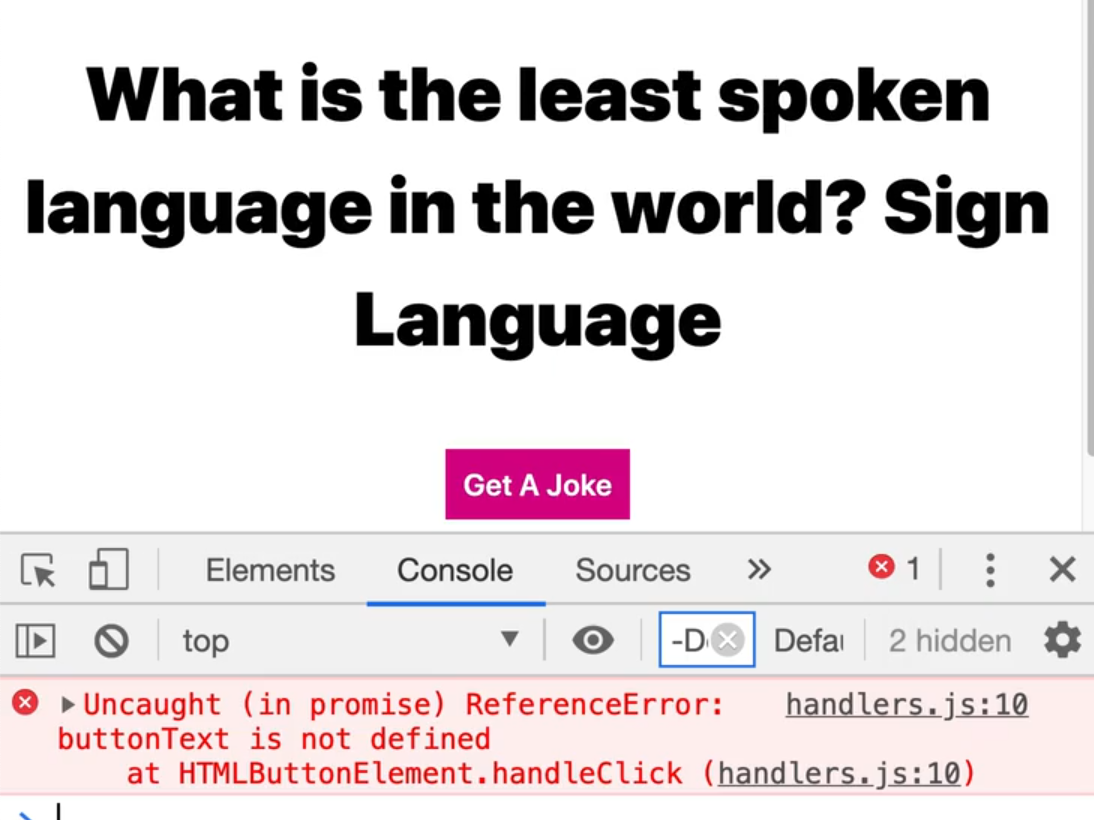 What is the least spoken
language in the world? Sign
Language
Get A Joke
Elements Console Sources » 1
top -D Defau 2 hidden
Uncaught (in promise) ReferenceError: handlers.js:10
buttonText is not defined
at HTMLButtonElement.handleClick (handlers.js:10)